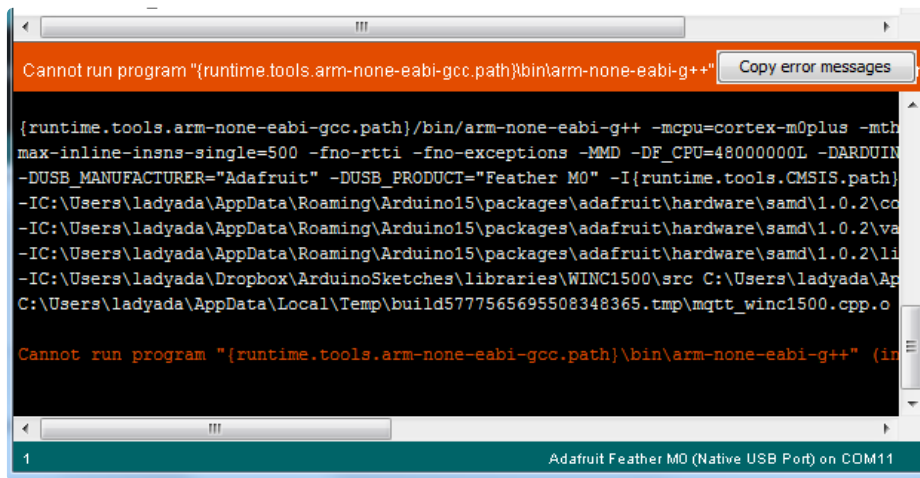 Cannot run program "{runtime.tools.arm-none-eabi-gcc.path}\bin\arm-none-eabi-g++"
Copy error messages
{runtime.tools.arm-none-eabi-gcc.path}/bin/arm-none-eabi-g++ -mcpu=cortex-m0plus -mth
max-inline-insns-single=500 -fno-rtti -fno-exceptions -MMD -DF_CPU=48000000L -DARDUIN
-DUSB_MANUFACTURER="Adafruit" -DUSB_PRODUCT="Feather M0" -I{runtime.tools.CMSIS.path}
-IC:\Users\ladyada\AppData\Roaming\Arduino15\packages\adafruit\hardware\samd\1.0.2\co
-IC:\Users\ladyada\AppData\Roaming\Arduino15\packages\adafruit\hardware\samd\1.0.2\va
-IC:\Users\ladyada\AppData\Roaming\Arduino15\packages\adafruit\hardware\samd\1.0.2\li
-IC:\Users\ladyada\Dropbox\ArduinoSketches\libraries\WINC1500\src C:\Users\ladyada\Ap
C:\Users\ladyada\AppData\Local\Temp\build5777565695508348365.tmp\mqtt_winc1500.cpp.o
Cannot run program "{runtime.tools.arm-none-eabi-gcc.path}\bin\arm-none-eabi-g++" (in
1
Adafruit Feather M0 (Native USB Port) on COM11